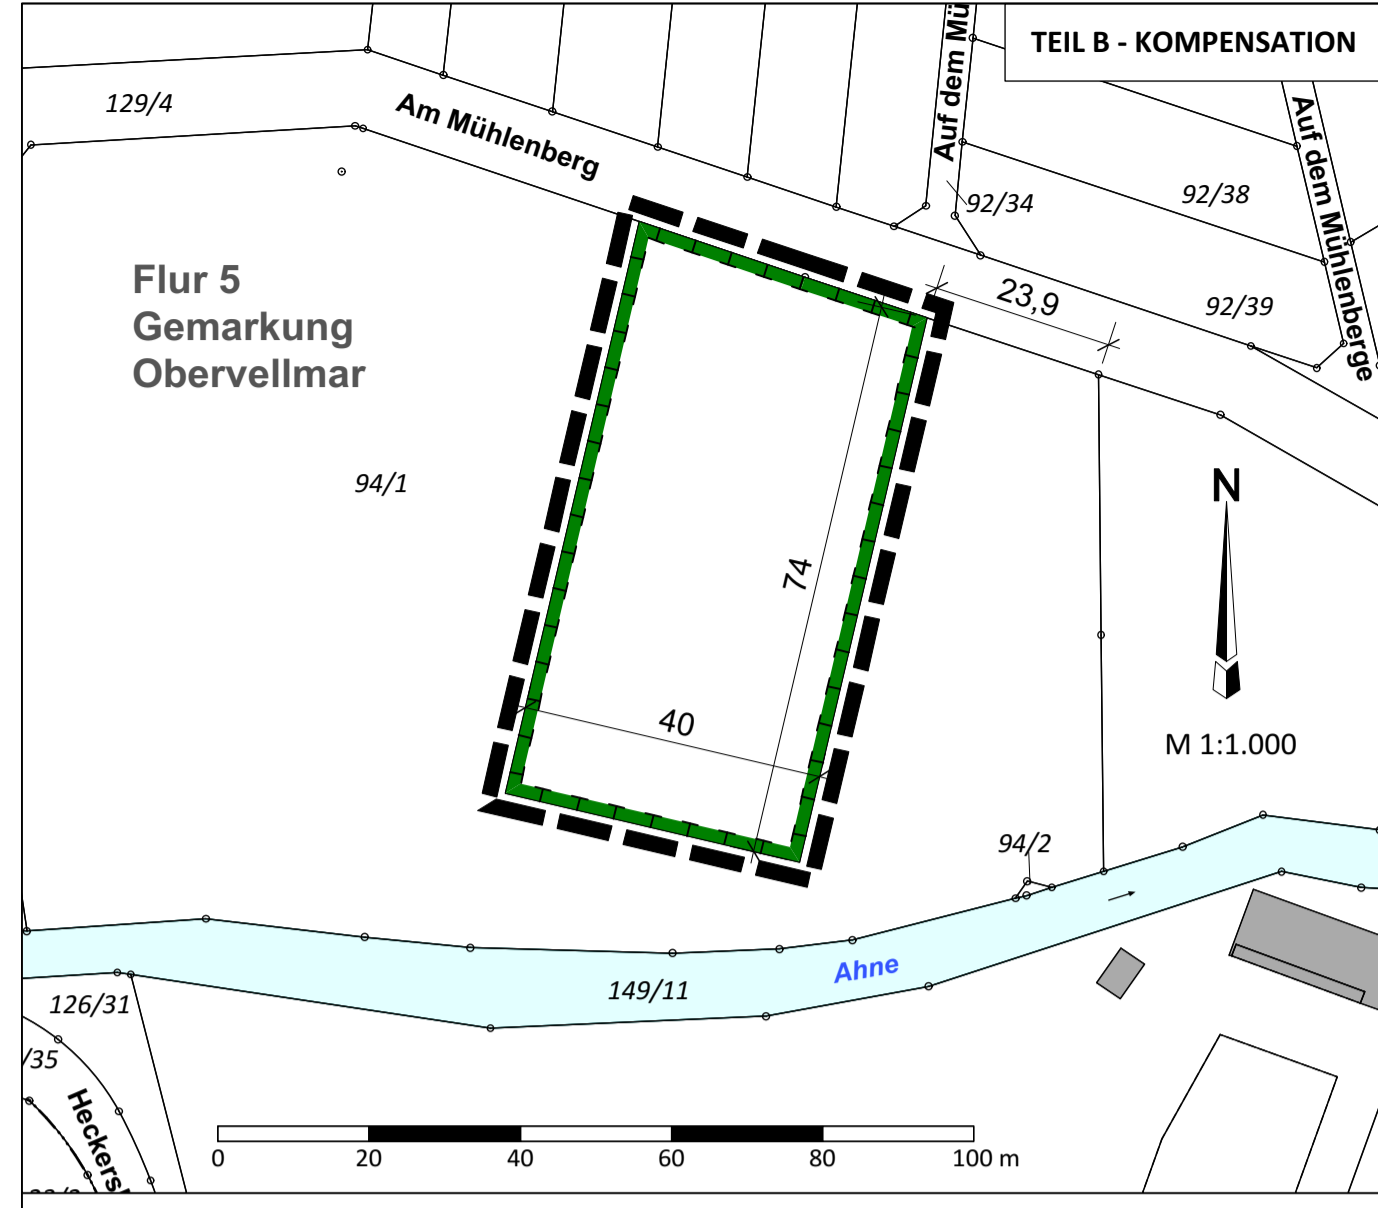 TEIL B - KOMPENSATION
129/4
Am Mühlenberg
Auf dem Mü
Auf dem Mühlenberge
92/34
92/38
92/39
23,9
Flur 5
Gemarkung
Obervellmar
94/1
74
40
N
M 1:1.000
94/2
Ahne
149/11
126/31
/35
Heckers
0 20 40 60 80 100 m